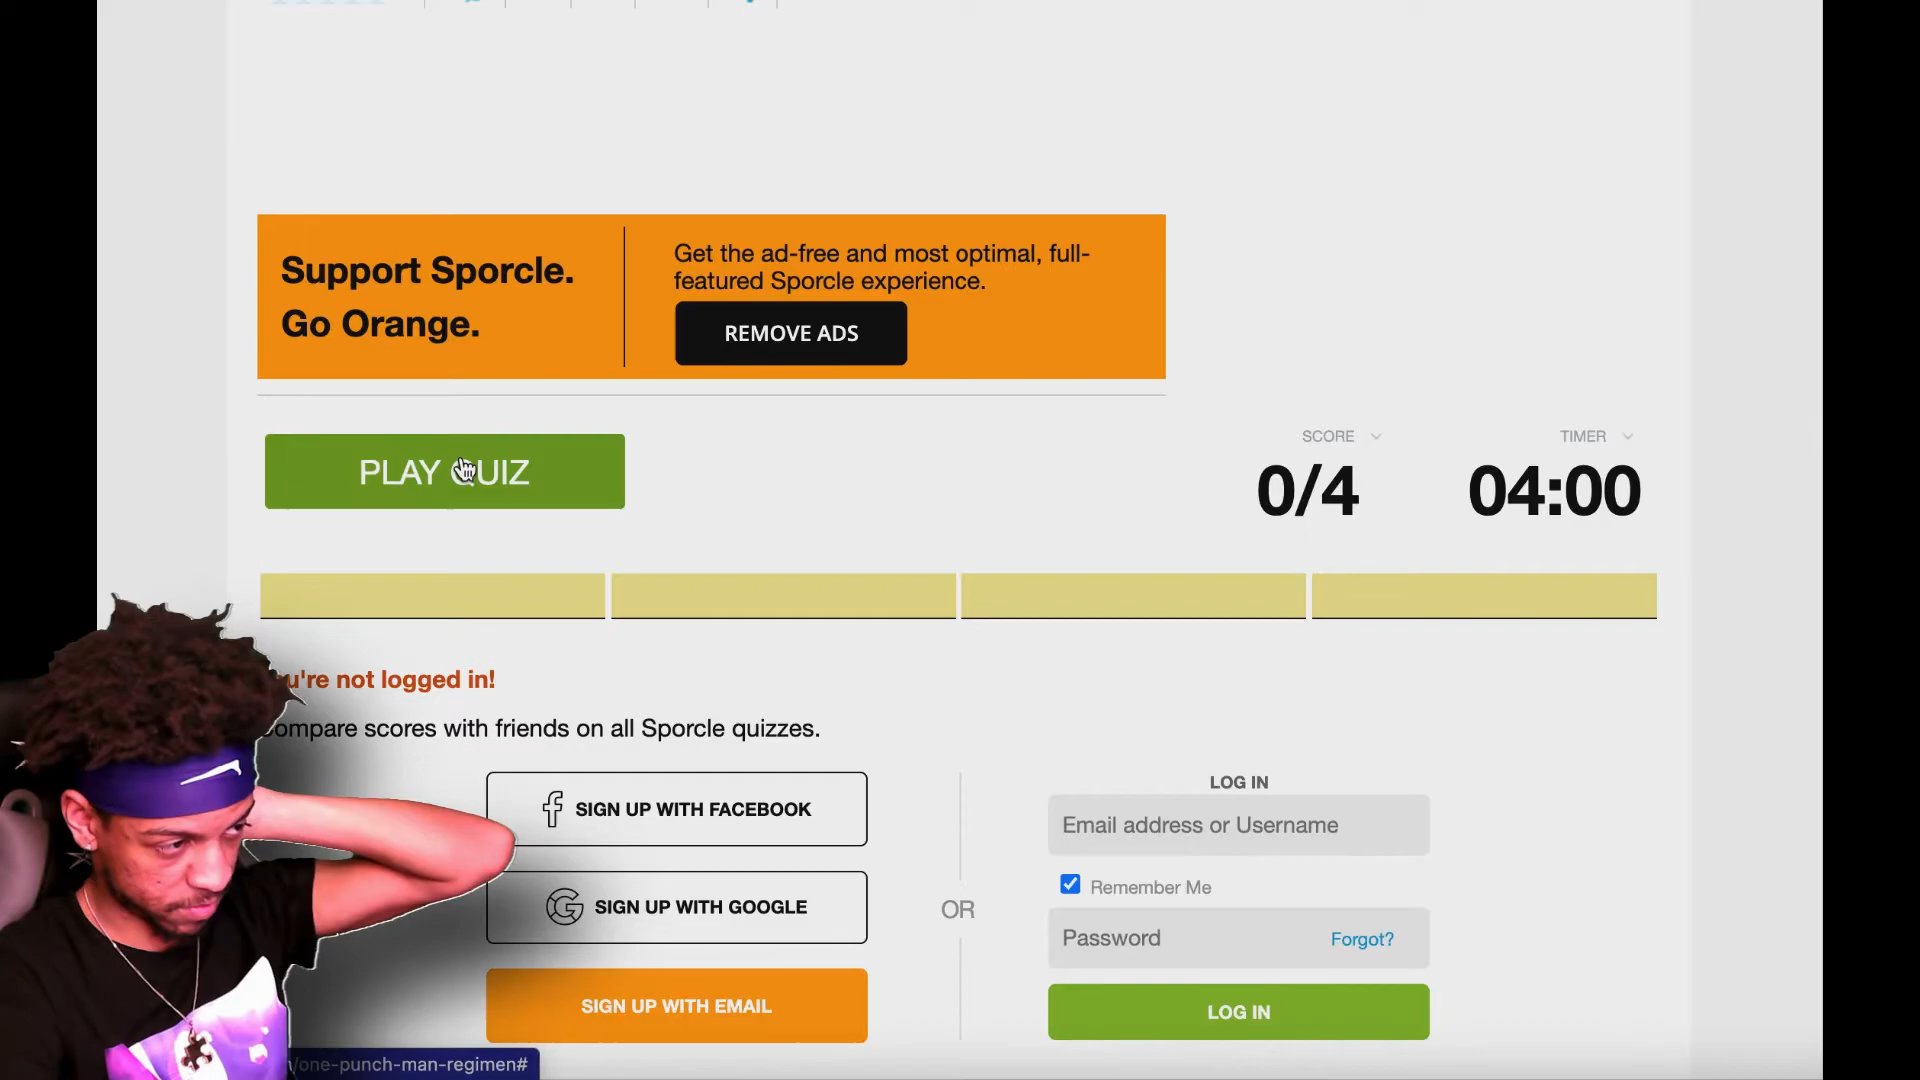 Support Sporcle.
Go Orange.
Get the ad-free and most optimal, full-
featured Sporcle experience.
REMOVE ADS
PLAY QUIZ
SCORE
TIMER
0/4
04:00
u're not logged in!
ompare scores with friends on all Sporcle quizzes.
SIGN UP WITH FACEBOOK
SIGN UP WITH GOOGLE
SIGN UP WITH EMAIL
OR
LOG IN
Email address or Username
Remember Me
Password
Forgot?
LOG IN
/one-punch-man-regimen#